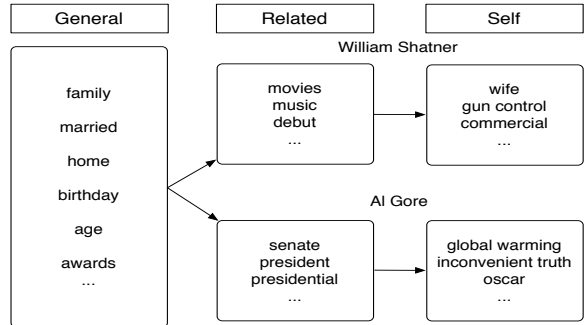 General
Related
Self
family
married
home
birthday
age
awards
...
William Shatner
movies
music
debut
...
wife
gun control
commercial
...
Al Gore
senate
president
presidential
...
global warming
inconvenient truth
oscar
...